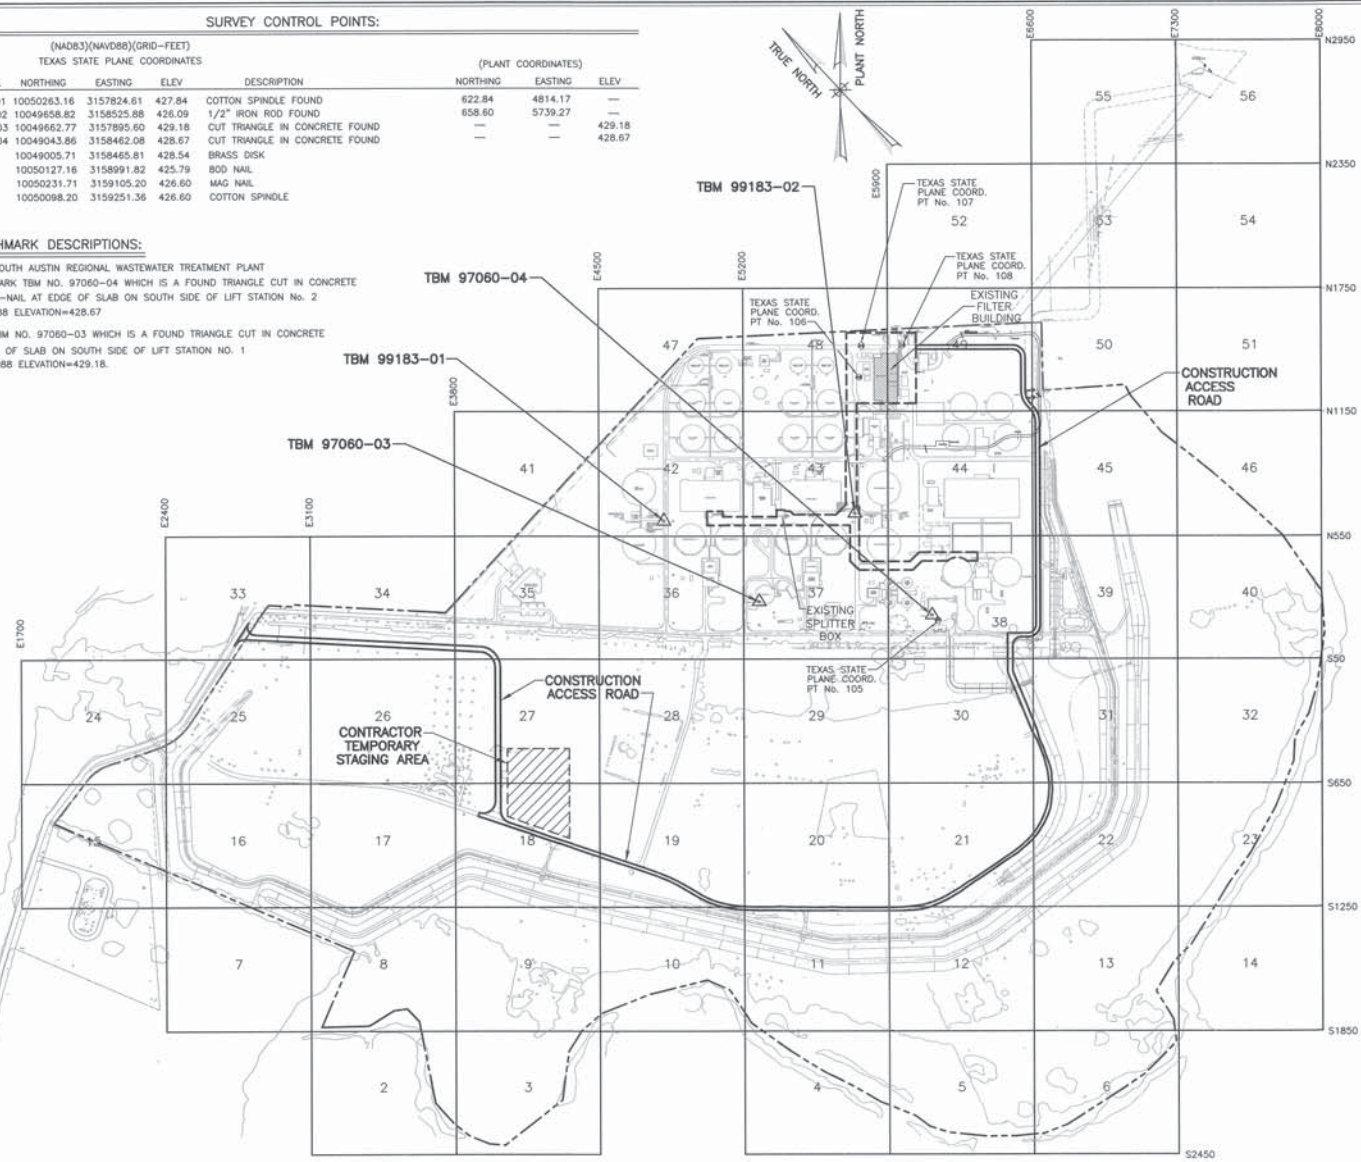 SURVEY CONTROL POINTS:
(NAD83)(NAVD88)(GRID-FEET)
TEXAS STATE PLANE COORDINATES
(PLANT COORDINATES)
NORTHING EASTING ELEV DESCRIPTION NORTHING EASTING ELEV
01 10050263.16 3157824.61 427.84 COTTON SPINDLE FOUND 622.84 4814.17 —
02 10049658.82 3158525.88 426.09 1/2" IRON ROD FOUND 658.60 5739.27 —
03 10049662.77 3157895.60 429.18 CUT TRIANGLE IN CONCRETE FOUND — — 429.18
04 10049043.86 3158462.08 428.67 CUT TRIANGLE IN CONCRETE FOUND — — 428.67
10049005.71 3158465.81 428.54 BRASS DISK
10050127.16 3158991.82 425.79 60D NAIL
10050231.71 3159105.20 426.60 MAG NAIL
10050098.20 3159251.36 426.60 COTTON SPINDLE
HMARK DESCRIPTIONS:
OUTH AUSTIN REGIONAL WASTEWATER TREATMENT PLANT
ARK TBM NO. 97060-04 WHICH IS A FOUND TRIANGLE CUT IN CONCRETE
-NAIL AT EDGE OF SLAB ON SOUTH SIDE OF LIFT STATION No. 2
88 ELEVATION=428.67
BM NO. 97060-03 WHICH IS A FOUND TRIANGLE CUT IN CONCRETE
OF SLAB ON SOUTH SIDE OF LIFT STATION NO. 1
88 ELEVATION=429.18.
TRUE NORTH
PLANT NORTH
E6600
E7300
E8000
N2950
55
56
N2350
E5900
TBM 99183-02
TEXAS STATE
PLANE COORD.
PT No. 107
52
53
54
TEXAS STATE
PLANE COORD.
PT No. 108
E4500
E5200
TBM 97060-04
N1750
EXISTING
FILTER
BUILDING
TEXAS STATE
PLANE COORD.
PT No. 106
47
48
49
50
51
TBM 99183-01
E3800
CONSTRUCTION
ACCESS
ROAD
N1150
TBM 97060-03
41
42
43
44
45
46
E2400
E3100
N550
33
34
35
36
37
38
39
40
EXISTING
SPLITTER
BOX
E1700
S50
TEXAS STATE
PLANE COORD.
PT No. 105
CONSTRUCTION
ACCESS ROAD
24
25
26
27
28
29
30
31
32
CONTRACTOR
TEMPORARY
STAGING AREA
S650
15
16
17
18
19
20
21
22
23
S1250
7
8
9
10
11
12
13
14
S1850
2
3
4
5
6
S2450